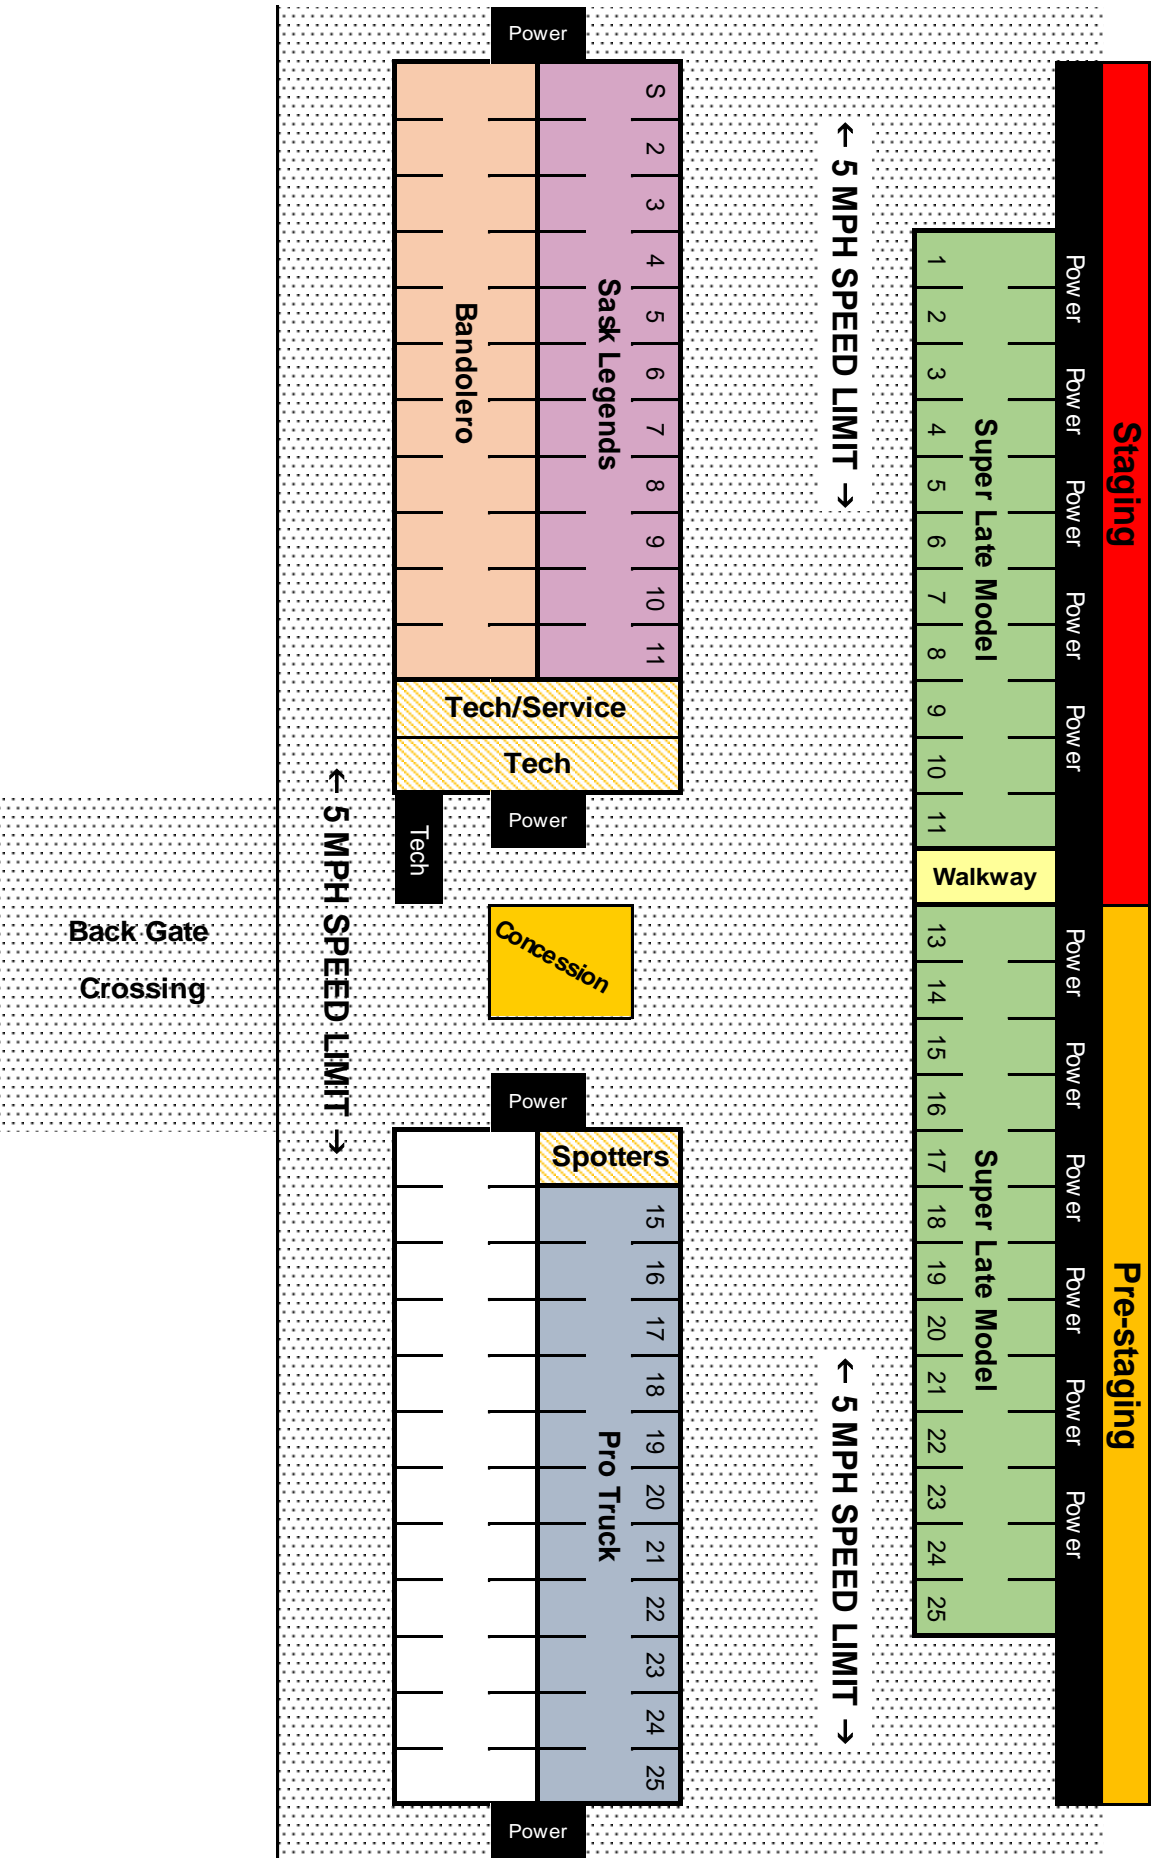 Power
S
2
3
4
5
6
7
8
9
10
11
Sask Legends
Bandolero
Tech/Service
Tech
Power
Tech
← 5 MPH SPEED LIMIT →
1
2
3
4
5
6
7
8
9
10
11
Super Late Model
Power
Power
Power
Power
Power
Staging
Walkway
Back Gate
Crossing
← 5 MPH SPEED LIMIT →
Concession
Power
Spotters
15
16
17
18
19
20
21
22
23
24
25
Pro Truck
Power
← 5 MPH SPEED LIMIT →
13
14
15
16
17
18
19
20
21
22
23
24
25
Super Late Model
Power
Power
Power
Power
Power
Power
Pre-staging